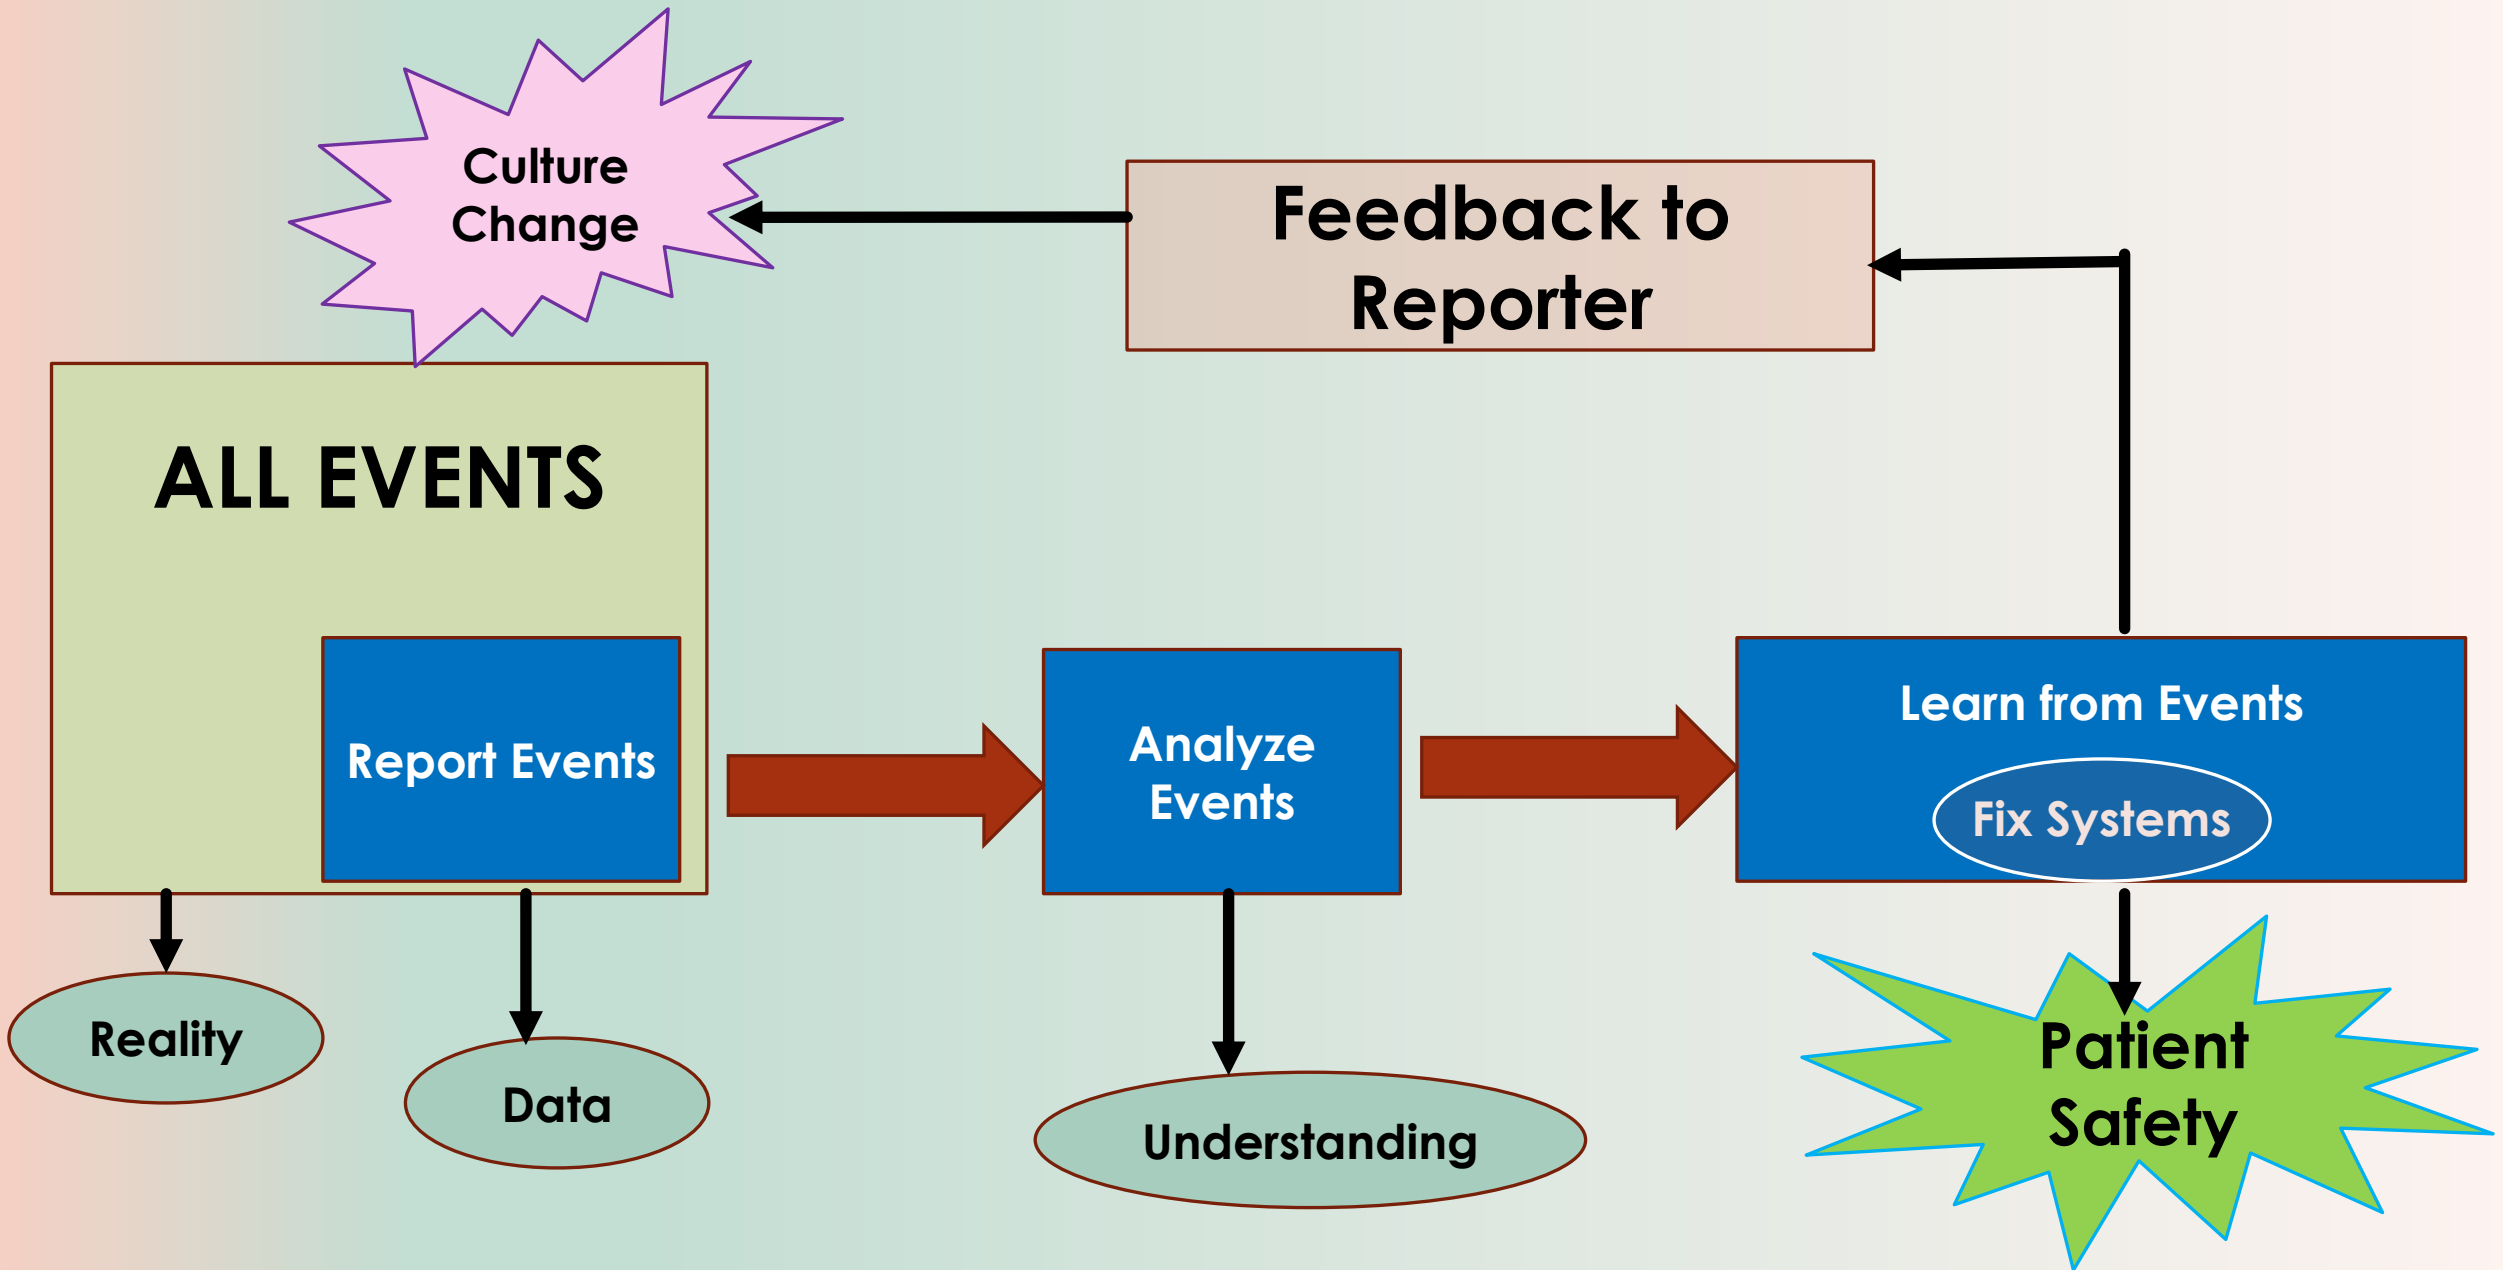 Culture
Change
Feedback to
Reporter
ALL EVENTS
Report Events
Analyze
Events
Learn from Events
Fix Systems
Reality
Data
Understanding
Patient
Safety